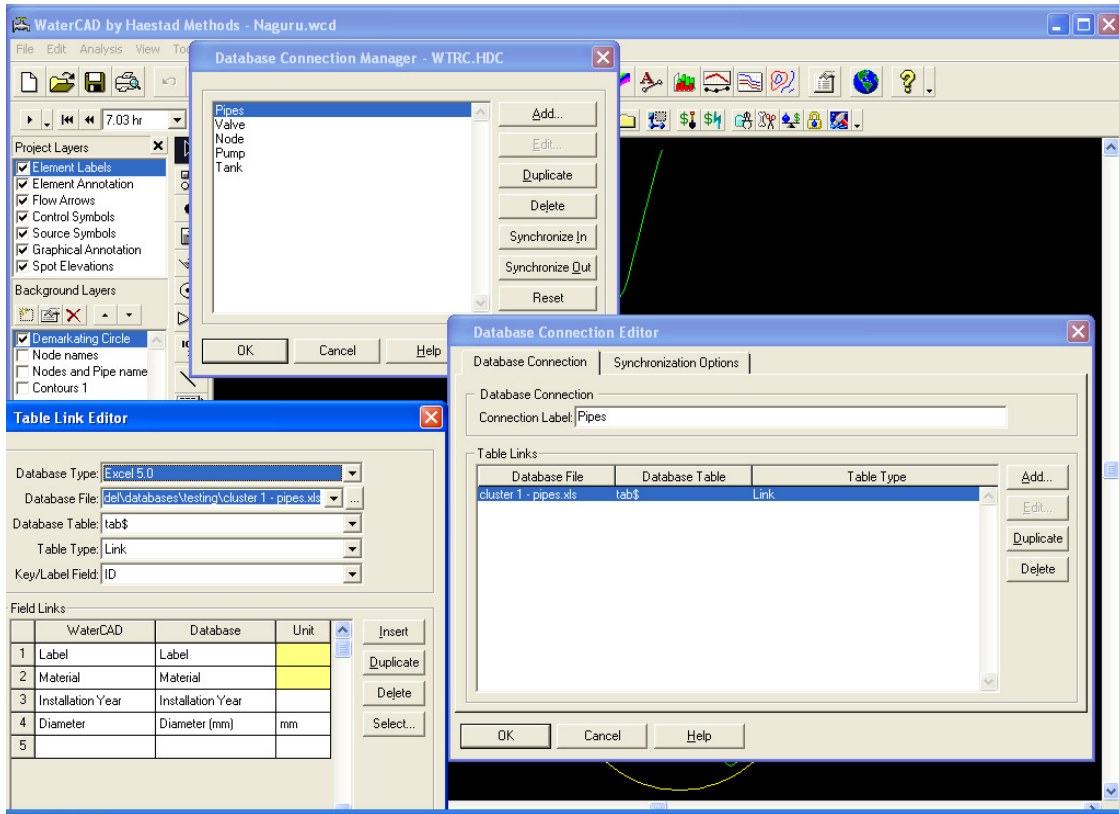 WaterCAD by Haestad Methods - Naguru.wcd
File Edit Analysis View
Database Connection Manager - WTRC.HDC
7.03 hr
Pipes
Valve
Node
Pump
Tank
Add...
Edit...
Duplicate
Delete
Synchronize In
Synchronize Out
Reset
OK Cancel Help
Project Layers
Element Labels
Element Annotation
Flow Arrows
Control Symbols
Source Symbols
Graphical Annotation
Spot Elevations
Background Layers
Demarkating Circle
Node names
Nodes and Pipe name
Contours 1
Database Connection Editor
Database Connection Synchronization Options
Database Connection
Connection Label: Pipes
Table Links
Database File Database Table Table Type
cluster 1 - pipes.xls tab$ Link
Add...
Edit...
Duplicate
Delete
OK Cancel Help
Table Link Editor
Database Type: Excel 5.0
Database File: del\databases\testing\cluster 1 - pipes.xls ...
Database Table: tab$
Table Type: Link
Key/Label Field: ID
Field Links
WaterCAD Database Unit
1 Label Label
2 Material Material
3 Installation Year Installation Year
4 Diameter Diameter (mm) mm
5
Insert
Duplicate
Delete
Select...